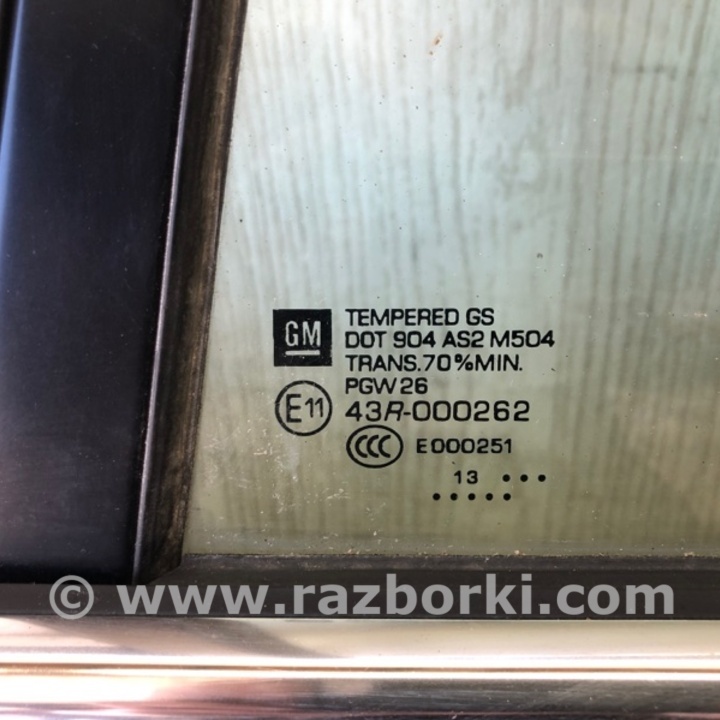 GM
TEMPERED GS
DOT 904 AS2 M504
TRANS.70%MIN.
PGW26
E11 43R-000262
CCC E000251
13 •••
•••••
© www.razborki.com